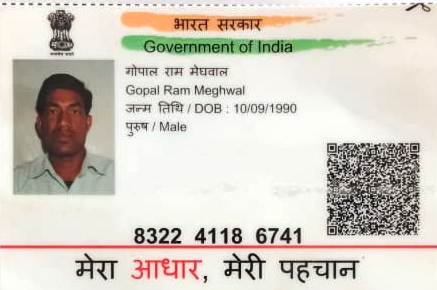 भारत सरकार
Government of India
गोपाल राम मेघवाल
Gopal Ram Meghwal
जन्म तिथि / DOB : 10/09/1990
पुरुष / Male
8322 4118 6741
मेरा आधार, मेरी पहचान